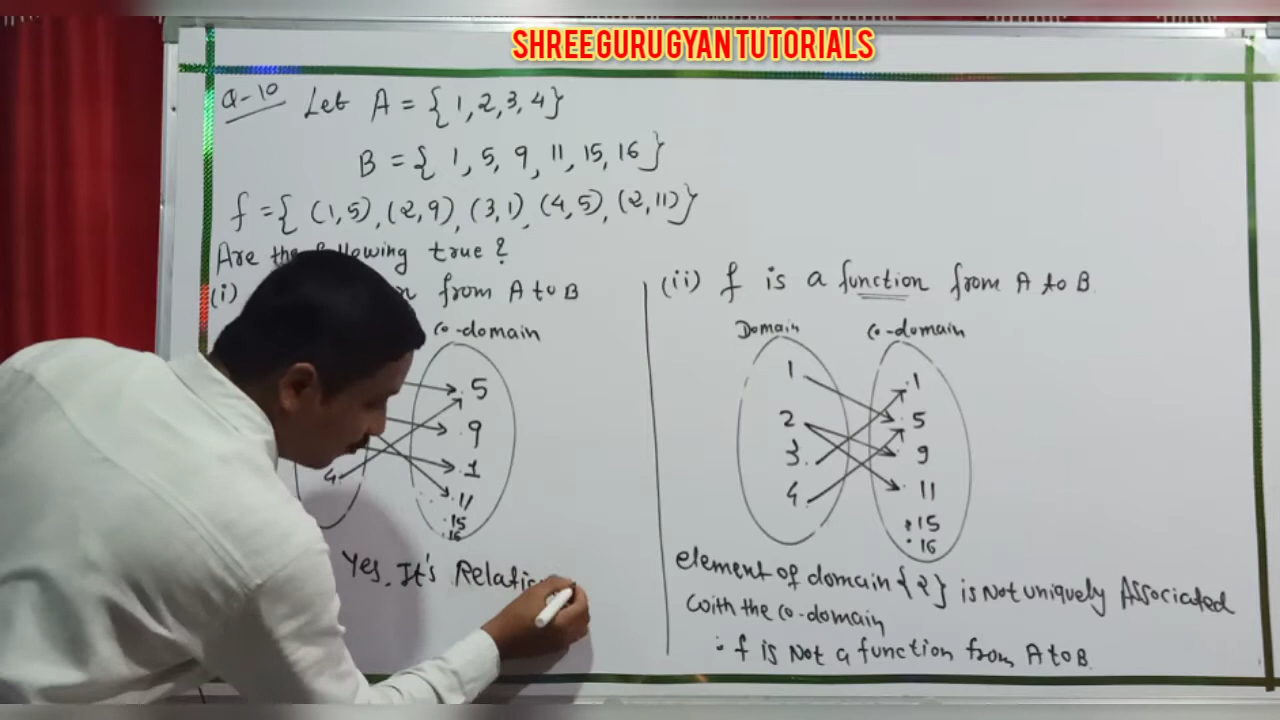 SHREE GURU GYAN TUTORIALS
Q-10 Let A = {1,2,3,4}
B = { 1, 5, 9, 11, 15, 16 }
f = { (1,5), (2,9), (3,1), (4,5), (2,11)}
Are the following true?
(i) from A to B
Co-domain
5
9
1
4
11
15
16
Yes, It's Relation
(ii) f is a function from A to B.
Domain Co-domain
1 1
2 5
3 9
4 11
15
16
element of domain {2} is Not uniquely Associated
with the co-domain
∴ f is Not a function from A to B.